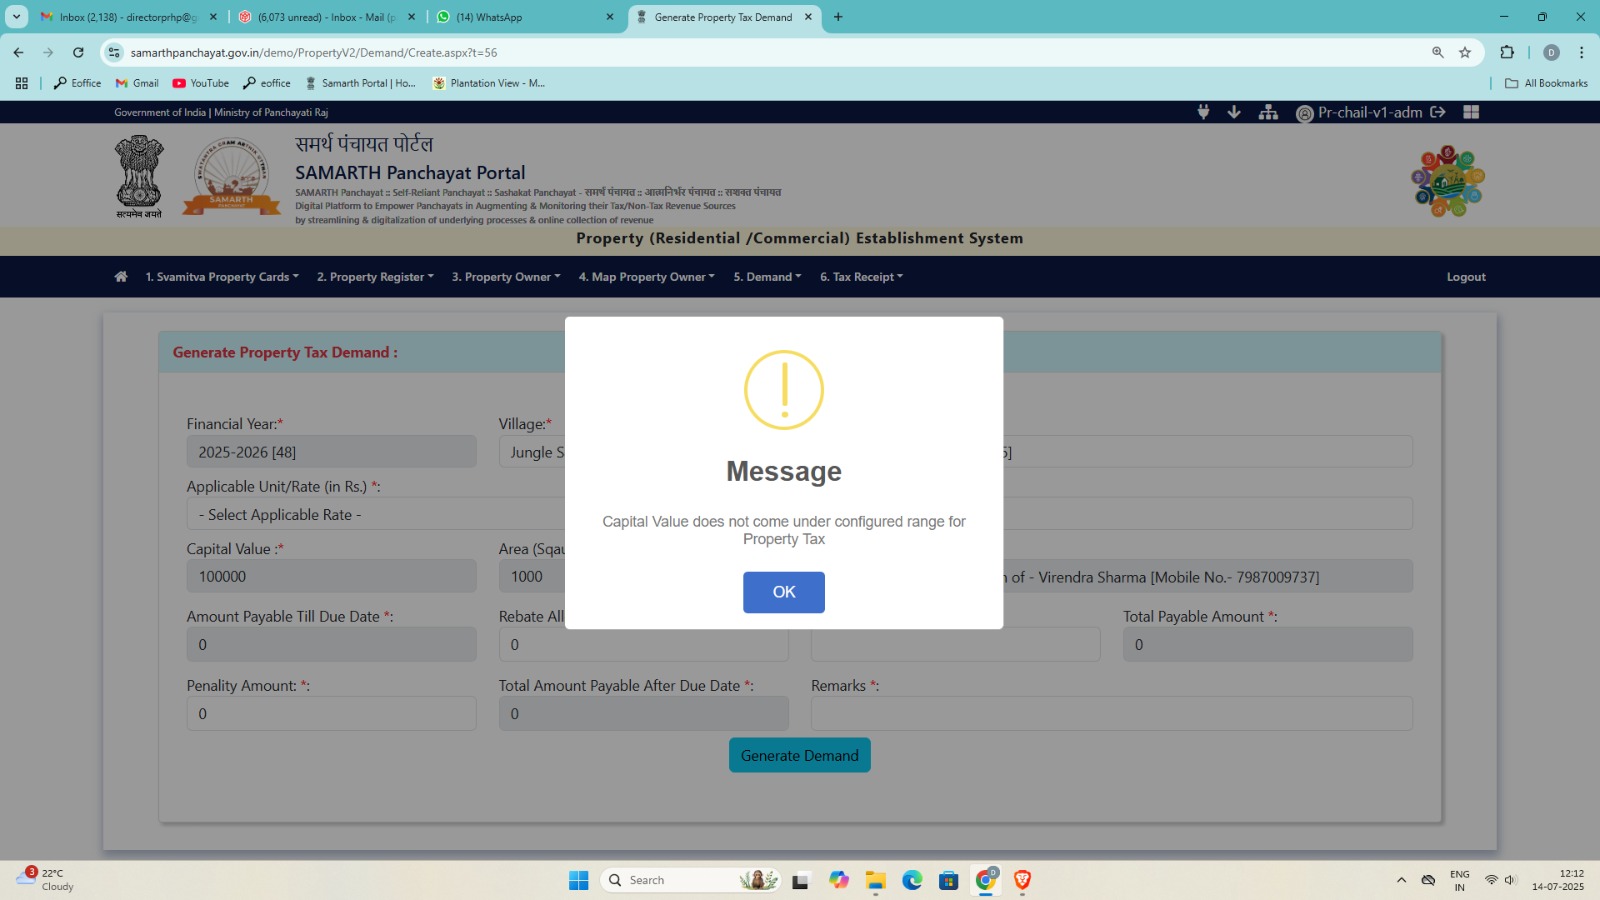 Inbox (2,138) - directorprhp@g
(6,073 unread) - Inbox - Mail (p
(14) WhatsApp
Generate Property Tax Demand
samarthpanchayat.gov.in/demo/PropertyV2/Demand/Create.aspx?t=56
D
Eoffice
Gmail
YouTube
eoffice
Samarth Portal | Ho...
Plantation View - M...
All Bookmarks
Government of India | Ministry of Panchayati Raj
Pr-chail-v1-adm
सत्यमेव जयते
SAMARTH
समर्थ पंचायत पोर्टल
SAMARTH Panchayat Portal
SAMARTH Panchayat :: Self-Reliant Panchayat :: Sashakat Panchayat - समर्थ पंचायत :: आत्मनिर्भर पंचायत :: सशक्त पंचायत
Digital Platform to Empower Panchayats in Augmenting & Monitoring their Tax/Non-Tax Revenue Sources
by streamlining & digitalization of underlying processes & online collection of revenue
Property (Residential /Commercial) Establishment System
1. Svamitva Property Cards
2. Property Register
3. Property Owner
4. Map Property Owner
5. Demand
6. Tax Receipt
Logout
Generate Property Tax Demand :
Financial Year:*
Village:*
2025-2026 [48]
Jungle S
]
Applicable Unit/Rate (in Rs.) *:
- Select Applicable Rate -
Capital Value :*
Area (Sqau
100000
1000
n of - Virendra Sharma [Mobile No.- 7987009737]
Message
Capital Value does not come under configured range for
Property Tax
OK
Amount Payable Till Due Date *:
Rebate All
Total Payable Amount *:
0
0
0
Penality Amount: *:
Total Amount Payable After Due Date *:
Remarks *:
0
0
Generate Demand
3
22°C
Cloudy
Search
D
ENG
IN
12:12
14-07-2025